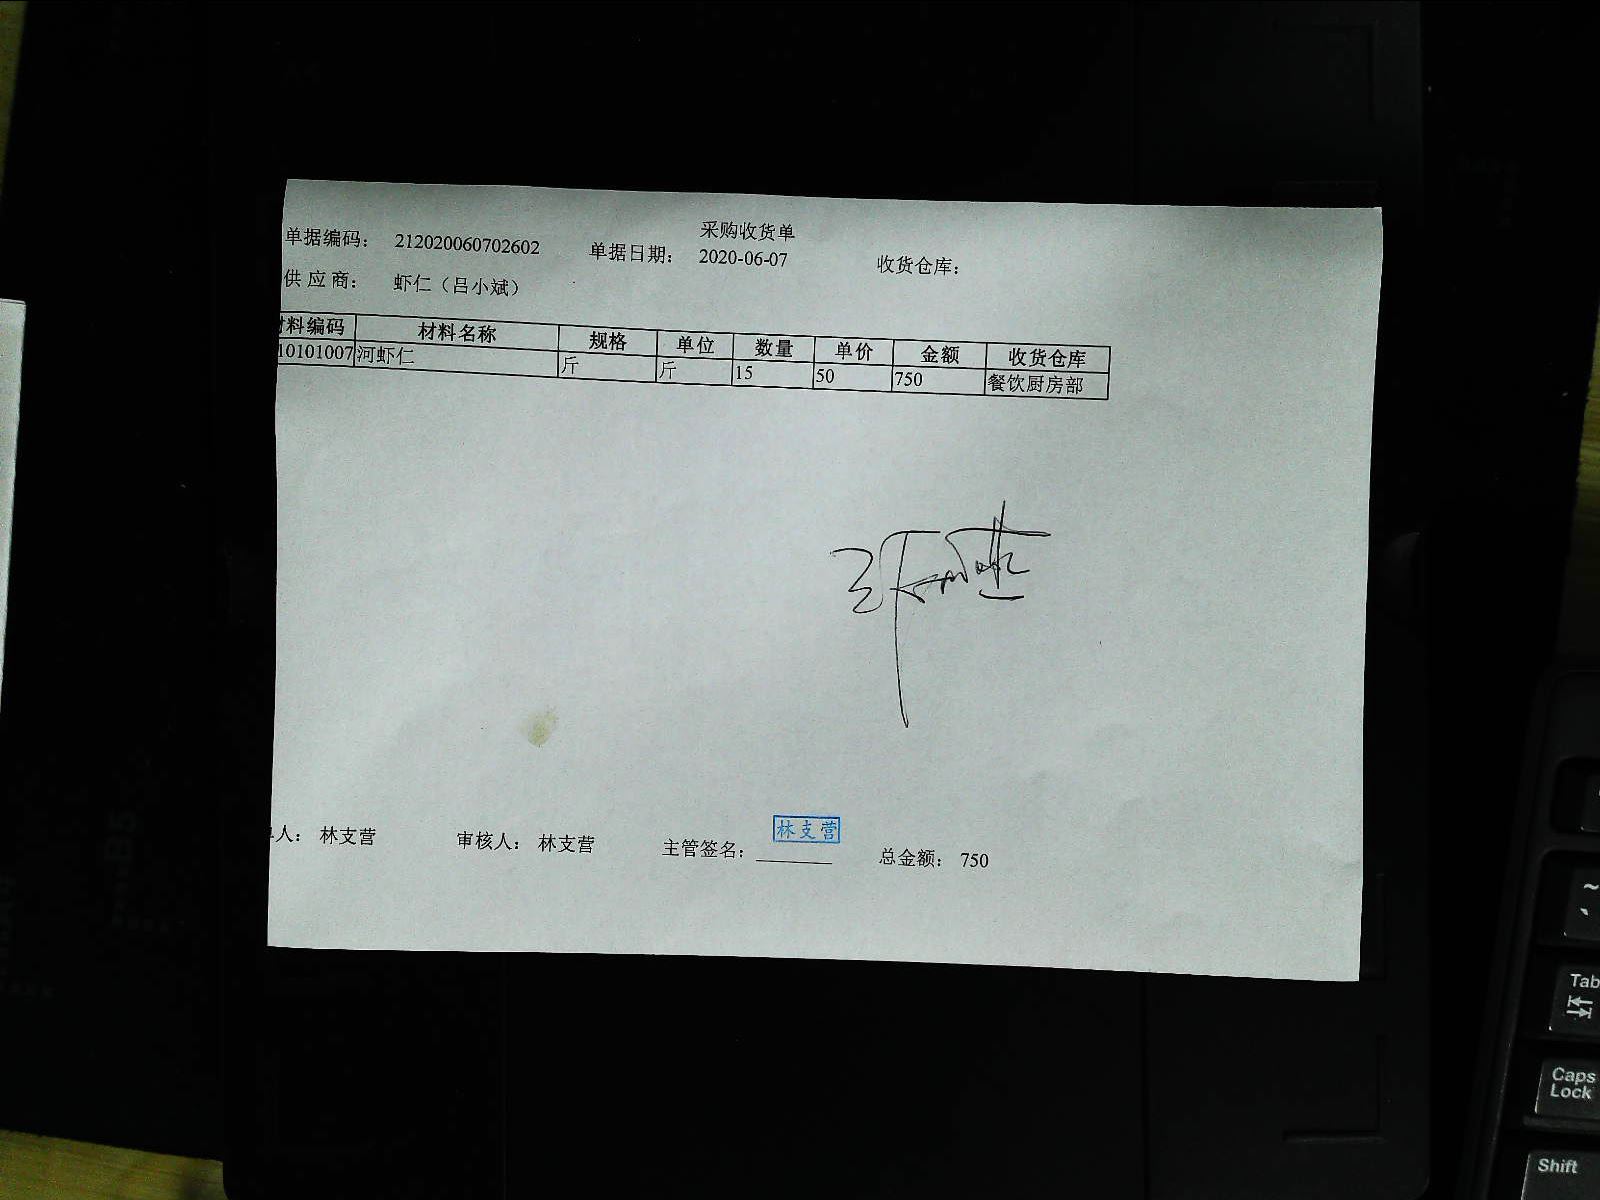 采购收货单
单据编码: 212020060702602 单据日期: 2020-06-07 收货仓库:
供应商: 虾仁（吕小斌）
材料编码 材料名称 规格 单位 数量 单价 金额 收货仓库
10101007 河虾仁 斤 斤 15 50 750 餐饮厨房部
人: 林支营 审核人: 林支营 主管签名: 林支营 总金额: 750
Tab
Caps
Lock
Shift